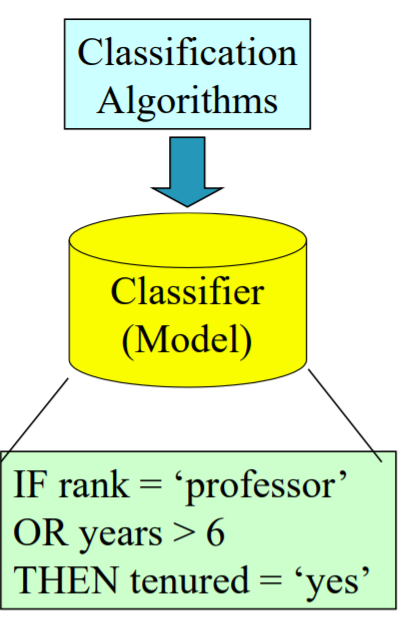 Classification
Algorithms
Classifier
(Model)
IF rank = ‘professor’
OR years > 6
THEN tenured = ‘yes’